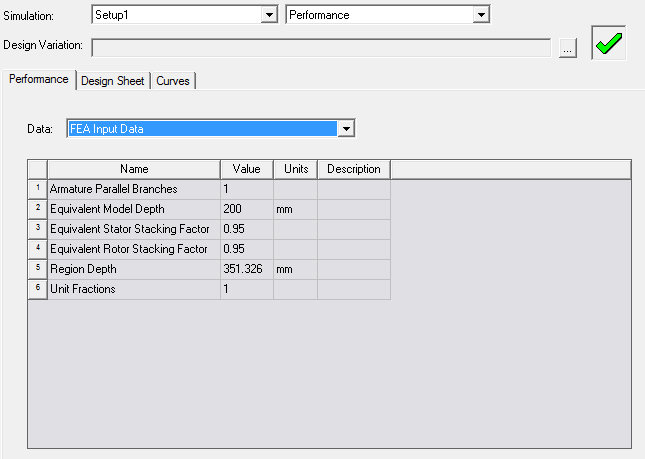 Simulation: Setup1 Performance
Design Variation: ...
Performance Design Sheet Curves
Data: FEA Input Data
Name Value Units Description
1 Armature Parallel Branches 1
2 Equivalent Model Depth 200 mm
3 Equivalent Stator Stacking Factor 0.95
4 Equivalent Rotor Stacking Factor 0.95
5 Region Depth 351.326 mm
6 Unit Fractions 1